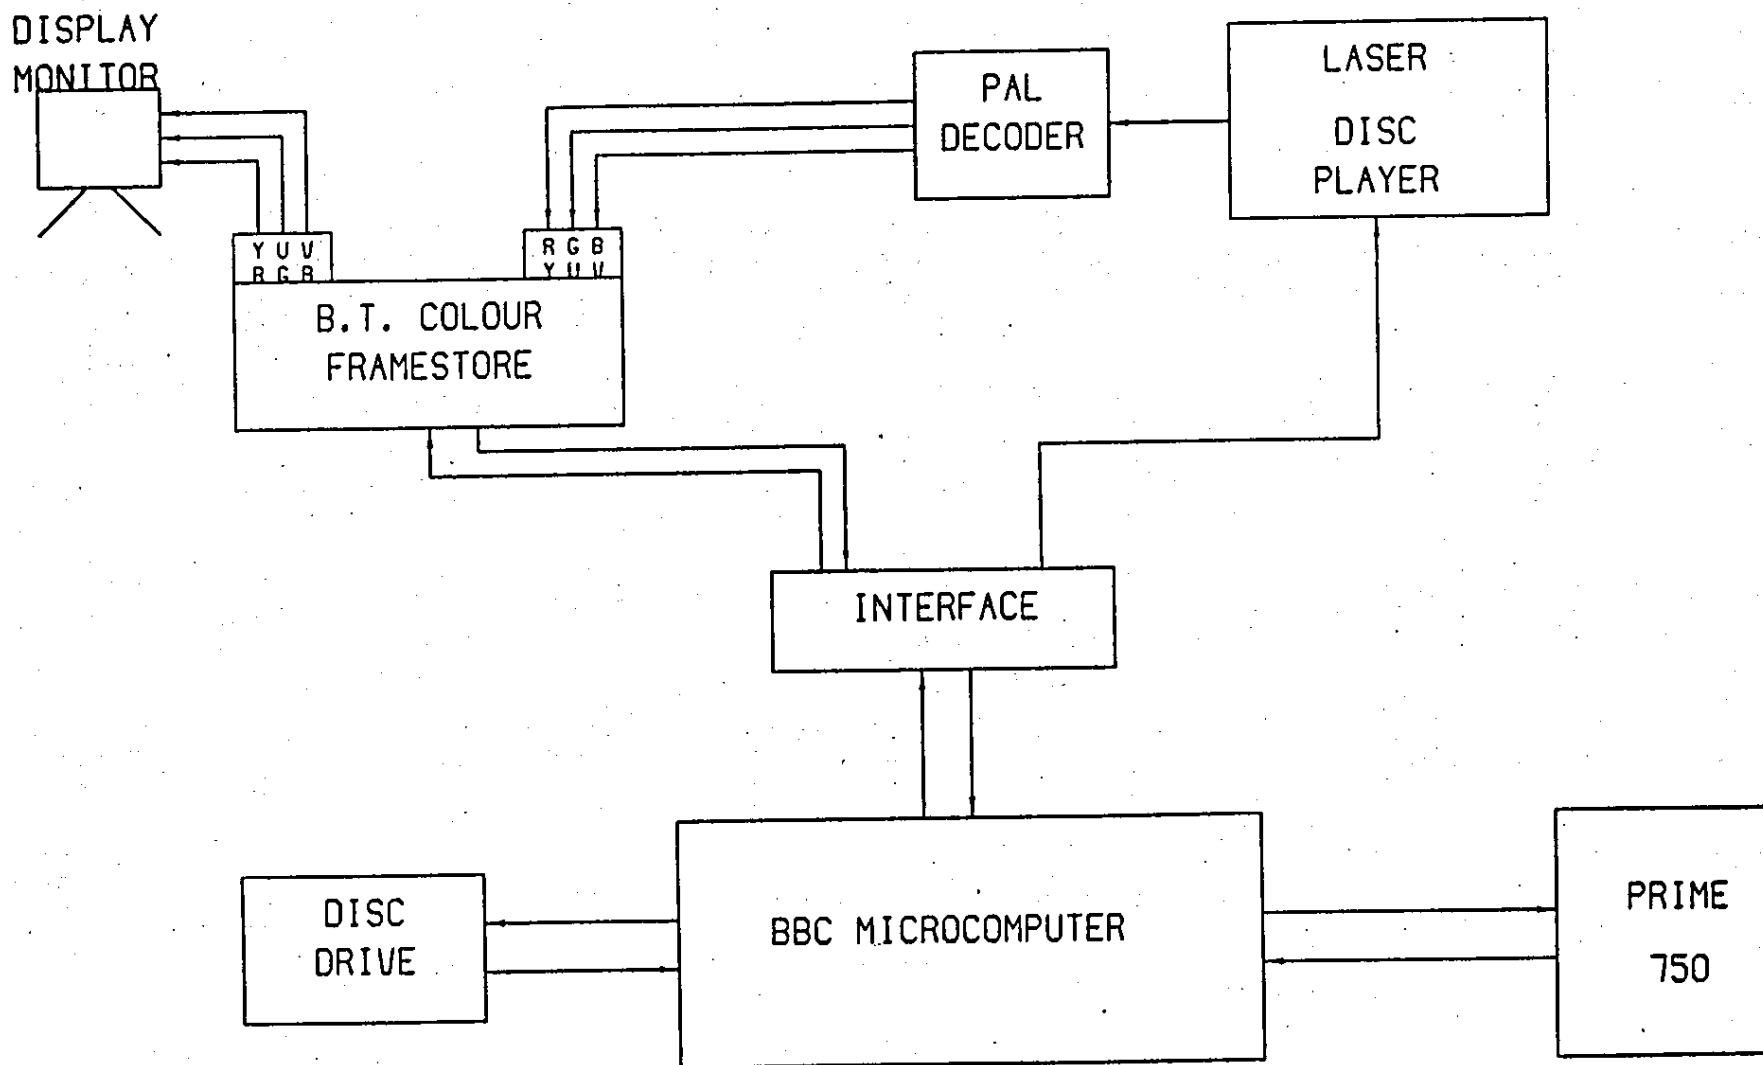 DISPLAY
MONITOR
PAL
DECODER
LASER
DISC
PLAYER
Y U V
R G B
R G B
Y U V
B.T. COLOUR
FRAMESTORE
INTERFACE
DISC
DRIVE
BBC MICROCOMPUTER
PRIME
750